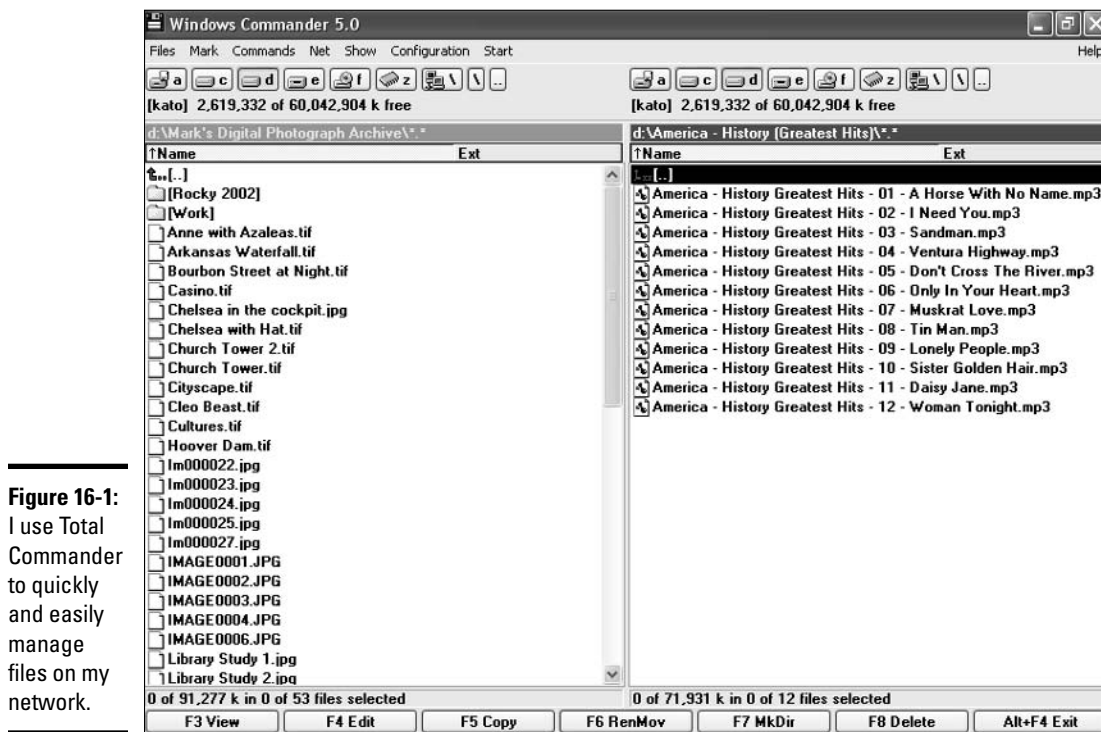 Windows Commander 5.0
Files Mark Commands Net Show Configuration Start Help
a c d e f z \ \ .. a c d e f z \ \ ..
[kato] 2,619,332 of 60,042,904 k free [kato] 2,619,332 of 60,042,904 k free
d:\Mark's Digital Photograph Archive\*.* d:\America - History (Greatest Hits)\*.*
↑Name Ext ↑Name Ext
[..]
[Rocky 2002]
[Work]
Anne with Azaleas.tif
Arkansas Waterfall.tif
Bourbon Street at Night.tif
Casino.tif
Chelsea in the cockpit.jpg
Chelsea with Hat.tif
Church Tower 2.tif
Church Tower.tif
Cityscape.tif
Cleo Beast.tif
Cultures.tif
Hoover Dam.tif
Im000022.jpg
Im000023.jpg
Im000024.jpg
Im000025.jpg
Im000027.jpg
IMAGE0001.JPG
IMAGE0002.JPG
IMAGE0003.JPG
IMAGE0004.JPG
IMAGE0006.JPG
Library Study 1.jpg
Library Study 2.jpg
[..]
America - History Greatest Hits - 01 - A Horse With No Name.mp3
America - History Greatest Hits - 02 - I Need You.mp3
America - History Greatest Hits - 03 - Sandman.mp3
America - History Greatest Hits - 04 - Ventura Highway.mp3
America - History Greatest Hits - 05 - Don't Cross The River.mp3
America - History Greatest Hits - 06 - Only In Your Heart.mp3
America - History Greatest Hits - 07 - Muskrat Love.mp3
America - History Greatest Hits - 08 - Tin Man.mp3
America - History Greatest Hits - 09 - Lonely People.mp3
America - History Greatest Hits - 10 - Sister Golden Hair.mp3
America - History Greatest Hits - 11 - Daisy Jane.mp3
America - History Greatest Hits - 12 - Woman Tonight.mp3
0 of 91,277 k in 0 of 53 files selected 0 of 71,931 k in 0 of 12 files selected
F3 View F4 Edit F5 Copy F6 RenMov F7 MkDir F8 Delete Alt+F4 Exit
Figure 16-1:
I use Total
Commander
to quickly
and easily
manage
files on my
network.